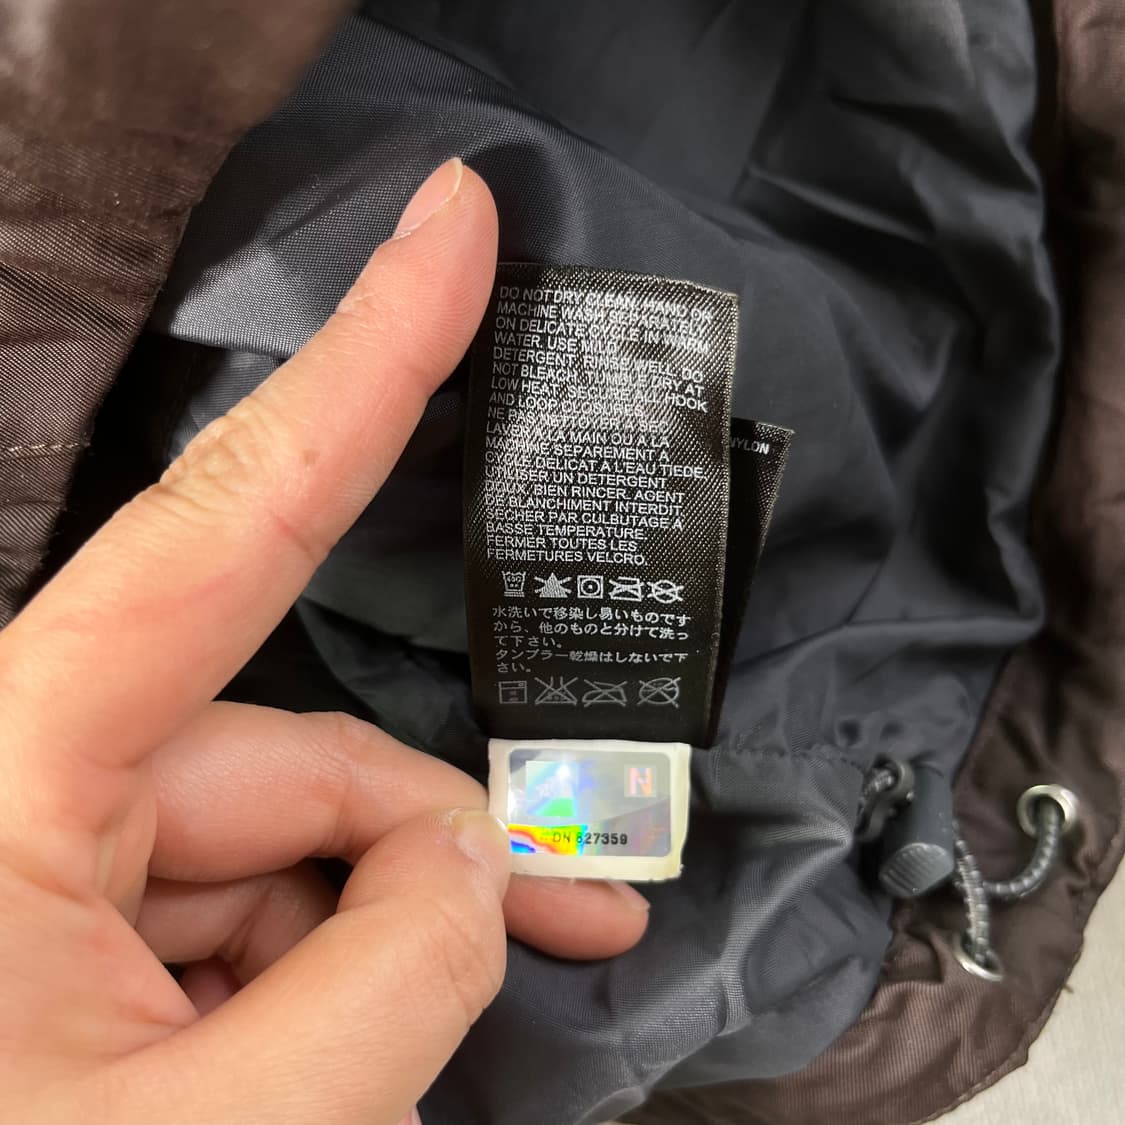 DO NOT DRY CLEAN. HAND OR
MACHINE WASH SEPARATELY
ON DELICATE CYCLE IN WARM
WATER. USE MILD
DETERGENT. RINSE WELL. DO
NOT BLEACH. TUMBLE DRY AT
LOW HEAT. SECURE ALL HOOK
AND LOOP CLOSURES.
NE PAS NETTOYER À SEC.
LAVER À LA MAIN OU À LA
MACHINE SEPAREMENT A
CYCLE DELICAT A L'EAU TIEDE.
UTILISER UN DETERGENT
DOUX, BIEN RINCER. AGENT
DE BLANCHIMENT INTERDIT.
SÉCHER PAR CULBUTAGE A
BASSE TEMPERATURE
FERMER TOUTES LES
FERMETURES VELCRO.
水洗いで移染し易いものです
から、他のものと分けて洗っ
て下さい。
タンブラー乾燥はしないで下
さい。
NYLON
N
DN 827359